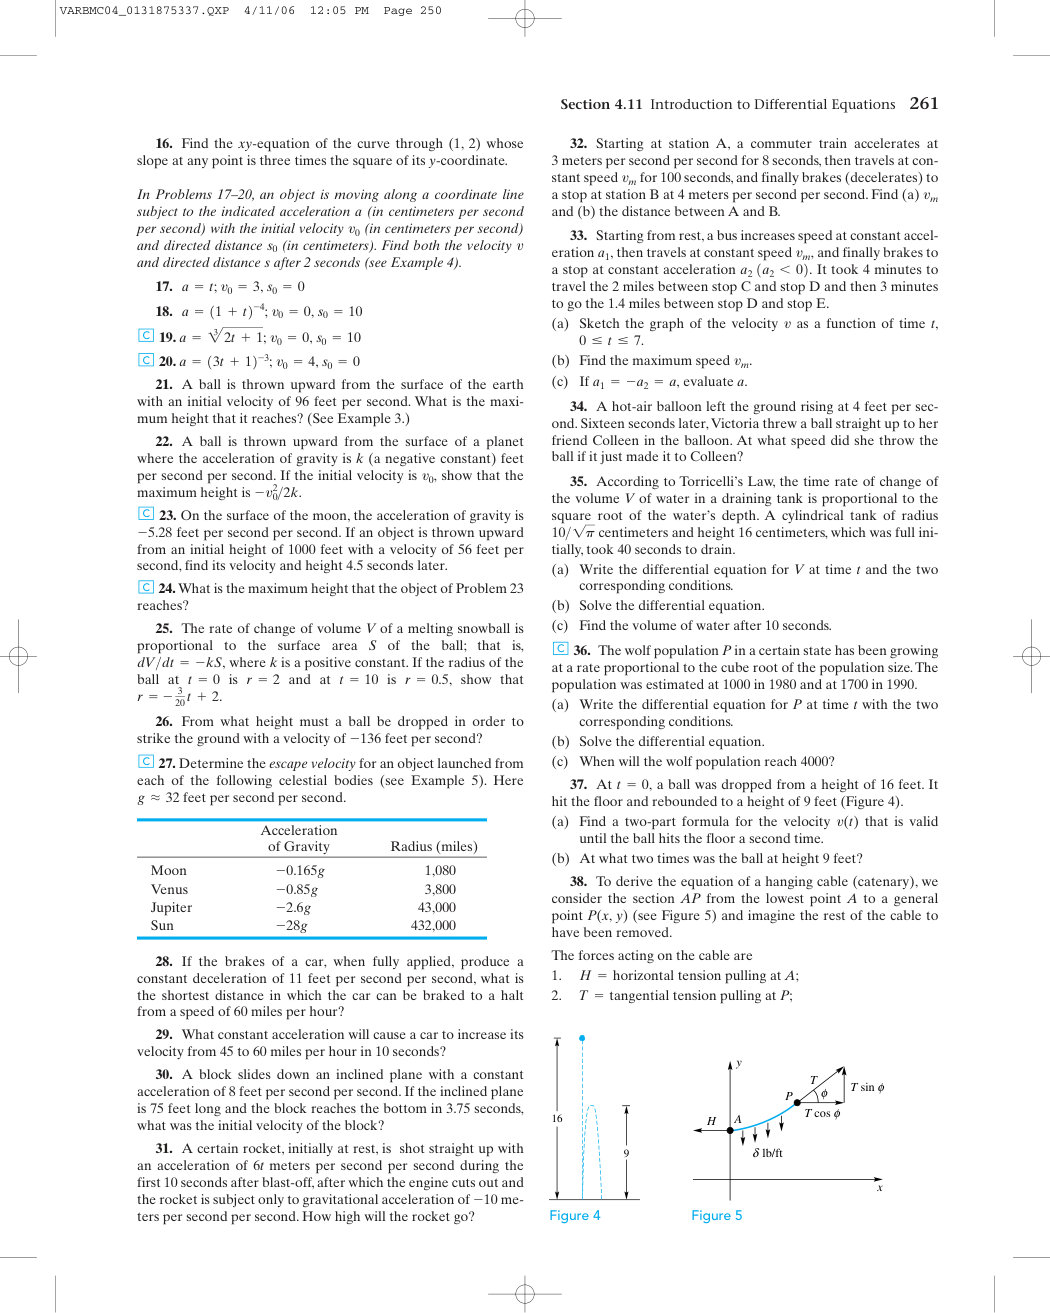 VARBMC04_0131875337.QXP 4/11/06 12:05 PM Page 250
Section 4.11 Introduction to Differential Equations 261
16. Find the xy-equation of the curve through (1, 2) whose
slope at any point is three times the square of its y-coordinate.
In Problems 17–20, an object is moving along a coordinate line
subject to the indicated acceleration a (in centimeters per second
per second) with the initial velocity v₀ (in centimeters per second)
and directed distance s₀ (in centimeters). Find both the velocity v
and directed distance s after 2 seconds (see Example 4).
17. a = t; v₀ = 3, s₀ = 0
18. a = (1 + t)⁻⁴; v₀ = 0, s₀ = 10
C 19. a = ∛(2t + 1); v₀ = 0, s₀ = 10
C 20. a = (3t + 1)⁻³; v₀ = 4, s₀ = 0
21. A ball is thrown upward from the surface of the earth
with an initial velocity of 96 feet per second. What is the maxi-
mum height that it reaches? (See Example 3.)
22. A ball is thrown upward from the surface of a planet
where the acceleration of gravity is k (a negative constant) feet
per second per second. If the initial velocity is v₀, show that the
maximum height is −v₀²/2k.
C 23. On the surface of the moon, the acceleration of gravity is
−5.28 feet per second per second. If an object is thrown upward
from an initial height of 1000 feet with a velocity of 56 feet per
second, find its velocity and height 4.5 seconds later.
C 24. What is the maximum height that the object of Problem 23
reaches?
25. The rate of change of volume V of a melting snowball is
proportional to the surface area S of the ball; that is,
dV/dt = −kS, where k is a positive constant. If the radius of the
ball at t = 0 is r = 2 and at t = 10 is r = 0.5, show that
r = −3/20 t + 2.
26. From what height must a ball be dropped in order to
strike the ground with a velocity of −136 feet per second?
C 27. Determine the escape velocity for an object launched from
each of the following celestial bodies (see Example 5). Here
g ≈ 32 feet per second per second.
Acceleration
of Gravity Radius (miles)
Moon −0.165g 1,080
Venus −0.85g 3,800
Jupiter −2.6g 43,000
Sun −28g 432,000
28. If the brakes of a car, when fully applied, produce a
constant deceleration of 11 feet per second per second, what is
the shortest distance in which the car can be braked to a halt
from a speed of 60 miles per hour?
29. What constant acceleration will cause a car to increase its
velocity from 45 to 60 miles per hour in 10 seconds?
30. A block slides down an inclined plane with a constant
acceleration of 8 feet per second per second. If the inclined plane
is 75 feet long and the block reaches the bottom in 3.75 seconds,
what was the initial velocity of the block?
31. A certain rocket, initially at rest, is shot straight up with
an acceleration of 6t meters per second per second during the
first 10 seconds after blast-off, after which the engine cuts out and
the rocket is subject only to gravitational acceleration of −10 me-
ters per second per second. How high will the rocket go?
32. Starting at station A, a commuter train accelerates at
3 meters per second per second for 8 seconds, then travels at con-
stant speed vₘ for 100 seconds, and finally brakes (decelerates) to
a stop at station B at 4 meters per second per second. Find (a) vₘ
and (b) the distance between A and B.
33. Starting from rest, a bus increases speed at constant accel-
eration a₁, then travels at constant speed vₘ, and finally brakes to
a stop at constant acceleration a₂ (a₂ < 0). It took 4 minutes to
travel the 2 miles between stop C and stop D and then 3 minutes
to go the 1.4 miles between stop D and stop E.
(a) Sketch the graph of the velocity v as a function of time t,
0 ≤ t ≤ 7.
(b) Find the maximum speed vₘ.
(c) If a₁ = −a₂ = a, evaluate a.
34. A hot-air balloon left the ground rising at 4 feet per sec-
ond. Sixteen seconds later, Victoria threw a ball straight up to her
friend Colleen in the balloon. At what speed did she throw the
ball if it just made it to Colleen?
35. According to Torricelli's Law, the time rate of change of
the volume V of water in a draining tank is proportional to the
square root of the water's depth. A cylindrical tank of radius
10/√π centimeters and height 16 centimeters, which was full ini-
tially, took 40 seconds to drain.
(a) Write the differential equation for V at time t and the two
corresponding conditions.
(b) Solve the differential equation.
(c) Find the volume of water after 10 seconds.
C 36. The wolf population P in a certain state has been growing
at a rate proportional to the cube root of the population size. The
population was estimated at 1000 in 1980 and at 1700 in 1990.
(a) Write the differential equation for P at time t with the two
corresponding conditions.
(b) Solve the differential equation.
(c) When will the wolf population reach 4000?
37. At t = 0, a ball was dropped from a height of 16 feet. It
hit the floor and rebounded to a height of 9 feet (Figure 4).
(a) Find a two-part formula for the velocity v(t) that is valid
until the ball hits the floor a second time.
(b) At what two times was the ball at height 9 feet?
38. To derive the equation of a hanging cable (catenary), we
consider the section AP from the lowest point A to a general
point P(x, y) (see Figure 5) and imagine the rest of the cable to
have been removed.
The forces acting on the cable are
1. H = horizontal tension pulling at A;
2. T = tangential tension pulling at P;
16
9
Figure 4
y
T
P
ϕ
T sin ϕ
T cos ϕ
H
A
δ lb/ft
x
Figure 5